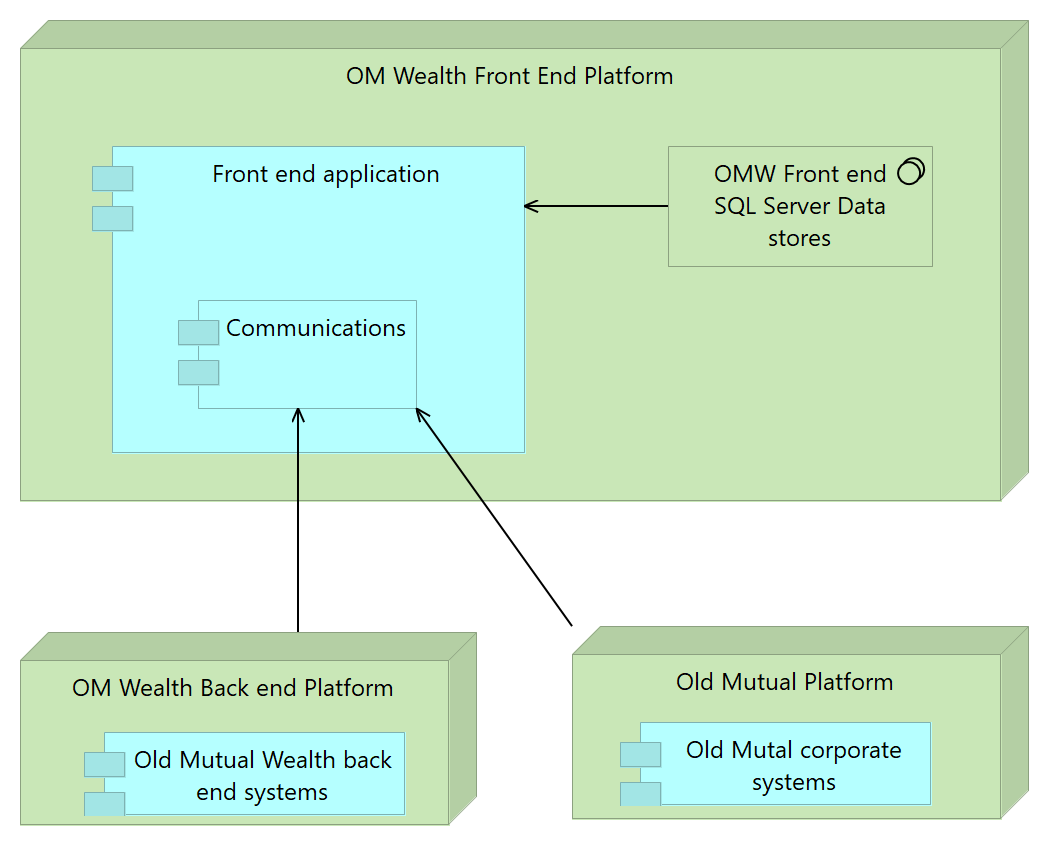 OM Wealth Front End Platform
Front end application
OMW Front end
SQL Server Data
stores
Communications
OM Wealth Back end Platform
Old Mutual Wealth back
end systems
Old Mutual Platform
Old Mutal corporate
systems